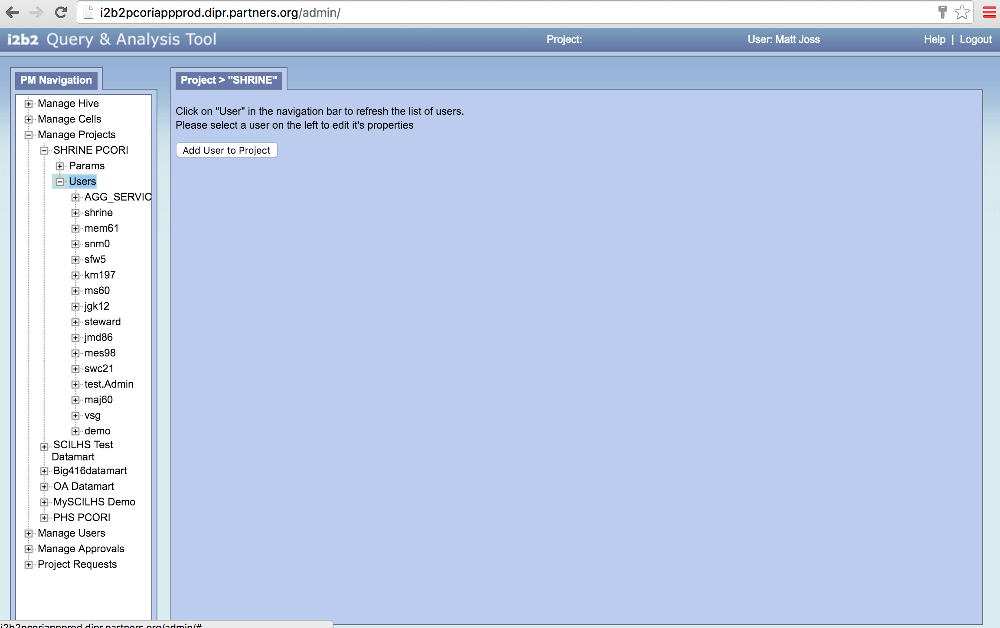 i2b2pcoriappprod.dipr.partners.org/admin/
i2b2 Query & Analysis Tool
Project:
User: Matt Joss
Help | Logout
PM Navigation
Manage Hive
Manage Cells
Manage Projects
SHRINE PCORI
Params
Users
AGG_SERVIC
shrine
mem61
snm0
sfw5
km197
ms60
jgk12
steward
jmd86
mes98
swc21
test.Admin
maj60
vsg
demo
SCILHS Test
Datamart
Big416datamart
OA Datamart
MySCILHS Demo
PHS PCORI
Manage Users
Manage Approvals
Project Requests
Project > "SHRINE"
Click on "User" in the navigation bar to refresh the list of users.
Please select a user on the left to edit it's properties
Add User to Project
i2b2pcoriappprod.dipr.partners.org/admin/#